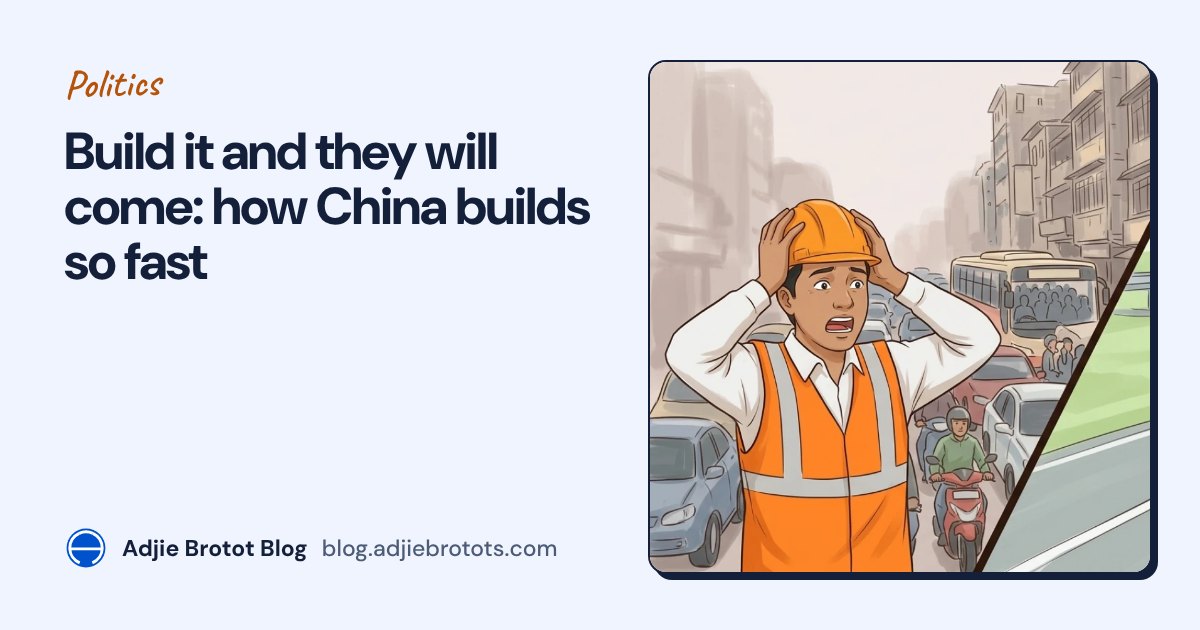 Politics
Build it and they will
come: how China builds
so fast
Adjie Brotot Blog blog.adjiebrotots.com